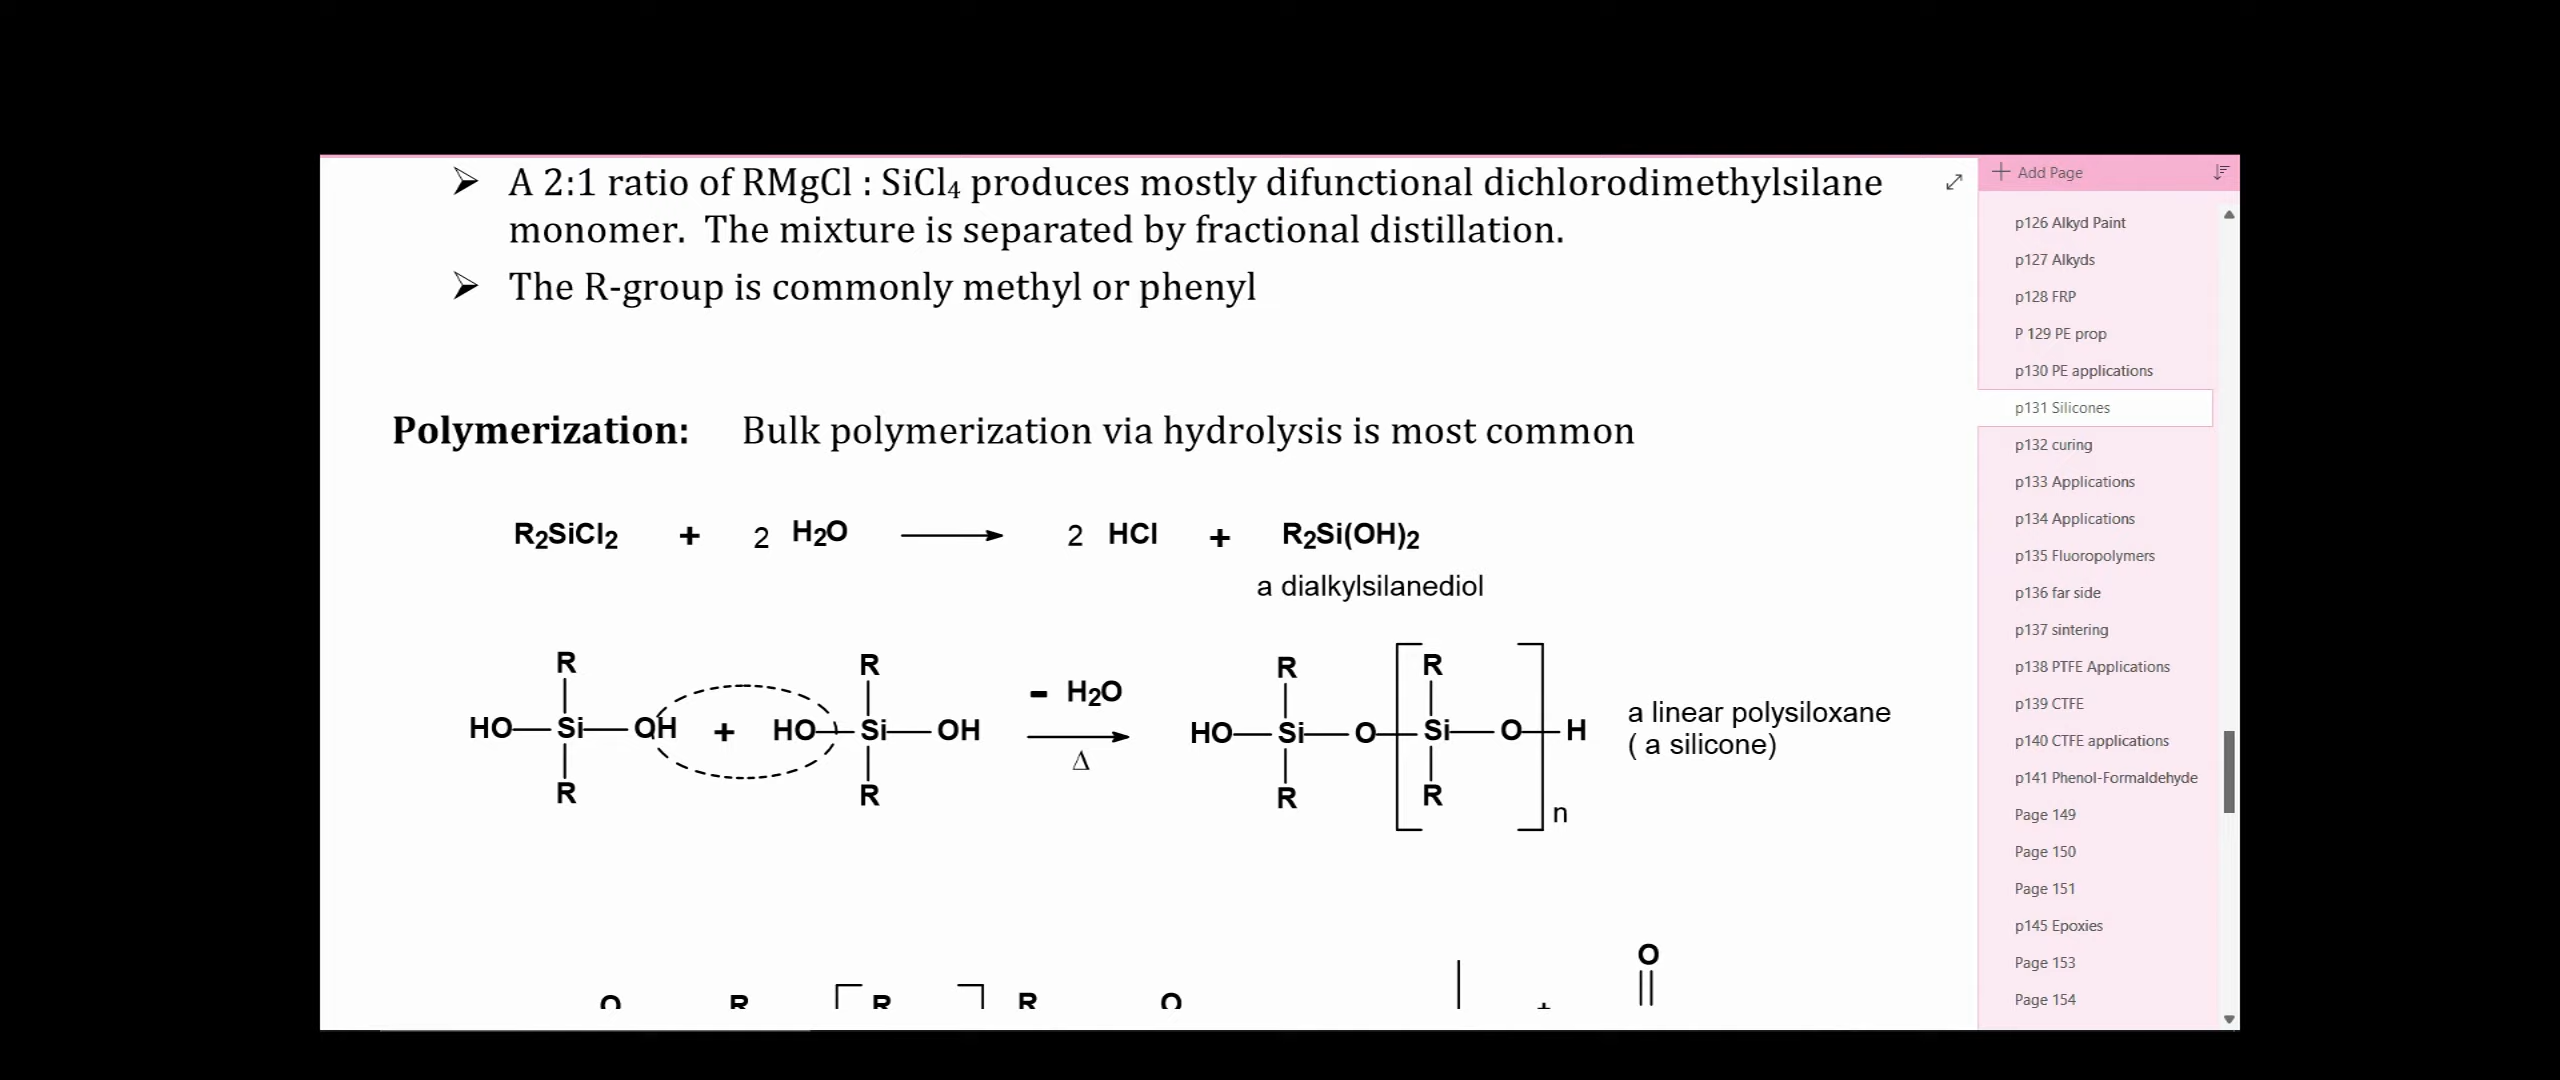 ➢ A 2:1 ratio of RMgCl : SiCl₄ produces mostly difunctional dichlorodimethylsilane
monomer. The mixture is separated by fractional distillation.
➢ The R-group is commonly methyl or phenyl
Polymerization: Bulk polymerization via hydrolysis is most common
R₂SiCl₂ + 2 H₂O → 2 HCl + R₂Si(OH)₂
a dialkylsilanediol
R R R R
− H₂O
HO—Si—OH + HO—Si—OH HO—Si—O—Si—O—H
Δ
R R R R
n
a linear polysiloxane
( a silicone)
O
O R R R O +
Add Page
p126 Alkyd Paint
p127 Alkyds
p128 FRP
P 129 PE prop
p130 PE applications
p131 Silicones
p132 curing
p133 Applications
p134 Applications
p135 Fluoropolymers
p136 far side
p137 sintering
p138 PTFE Applications
p139 CTFE
p140 CTFE applications
p141 Phenol-Formaldehyde
Page 149
Page 150
Page 151
p145 Epoxies
Page 153
Page 154